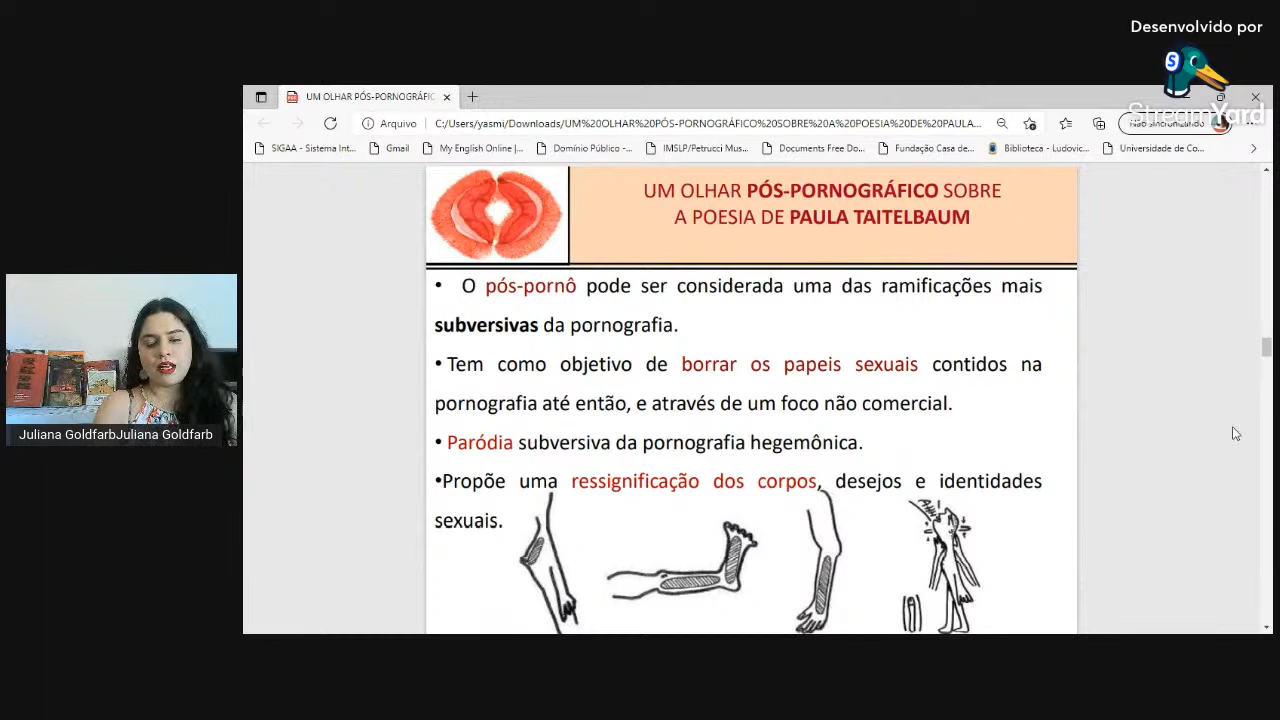 Desenvolvido por
S
StreamYard
UM OLHAR PÓS-PORNOGRÁFIC
Arquivo
C:/Users/yasmi/Downloads/UM%20OLHAR%20PÓS-PORNOGRÁFICO%20SOBRE%20A%20POESIA%20DE%20PAULA...
Não sincronizando
SIGAA - Sistema Int...
Gmail
My English Online |...
Domínio Público -...
IMSLP/Petrucci Mus...
Documents Free Do...
Fundação Casa de...
Biblioteca - Ludovic...
Universidade de Co...
UM OLHAR PÓS-PORNOGRÁFICO SOBRE
A POESIA DE PAULA TAITELBAUM
• O pós-pornô pode ser considerada uma das ramificações mais
subversivas da pornografia.
• Tem como objetivo de borrar os papeis sexuais contidos na
pornografia até então, e através de um foco não comercial.
• Paródia subversiva da pornografia hegemônica.
•Propõe uma ressignificação dos corpos, desejos e identidades
sexuais.
Juliana GoldfarbJuliana Goldfarb